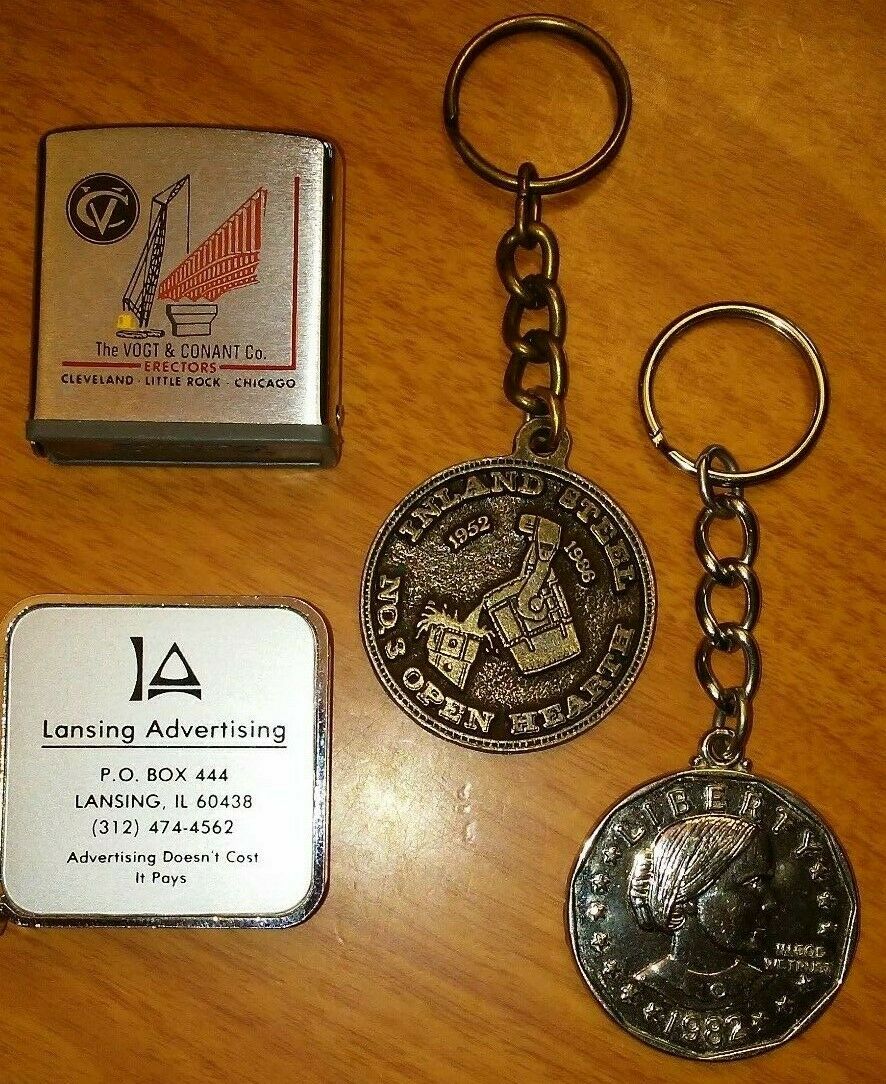 VC
The VOGT & CONANT Co.
ERECTORS
CLEVELAND · LITTLE ROCK · CHICAGO
INLAND STEEL
1952 1986
NO. 3 OPEN HEARTH
LA
Lansing Advertising
P.O. BOX 444
LANSING, IL 60438
(312) 474-4562
Advertising Doesn't Cost
It Pays
LIBERTY
IN GOD
WE TRUST
1982